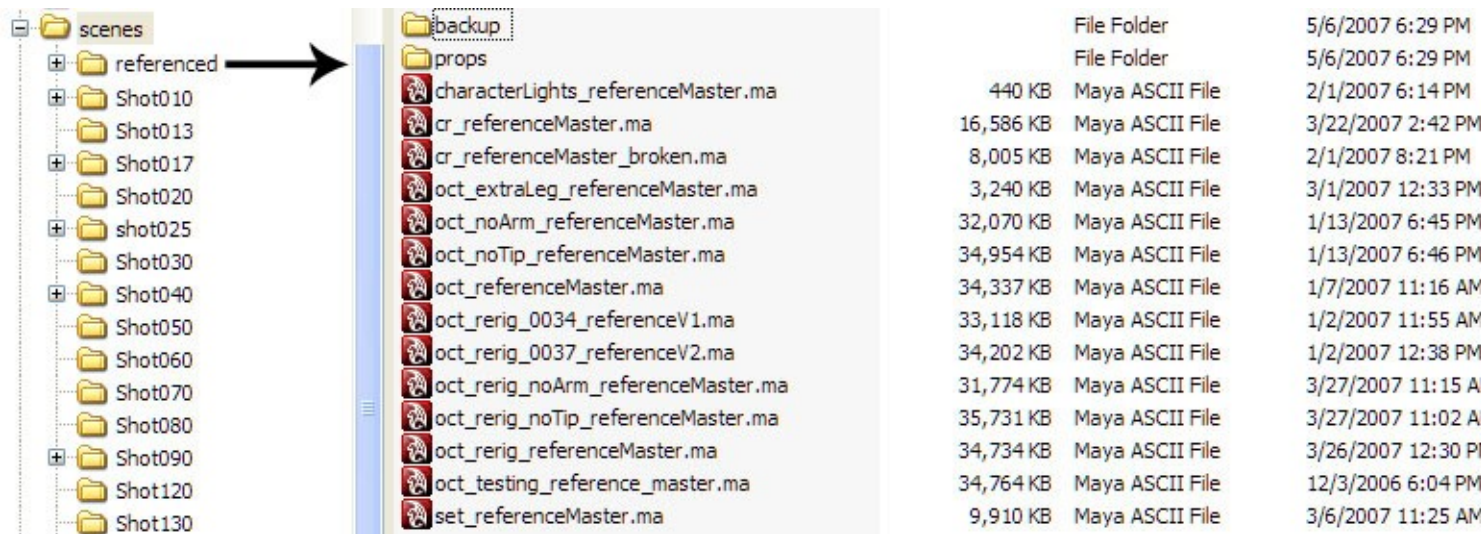 scenes
referenced
Shot010
Shot013
Shot017
Shot020
shot025
Shot030
Shot040
Shot050
Shot060
Shot070
Shot080
Shot090
Shot120
Shot130
backup File Folder 5/6/2007 6:29 PM
props File Folder 5/6/2007 6:29 PM
characterLights_referenceMaster.ma 440 KB Maya ASCII File 2/1/2007 6:14 PM
cr_referenceMaster.ma 16,586 KB Maya ASCII File 3/22/2007 2:42 PM
cr_referenceMaster_broken.ma 8,005 KB Maya ASCII File 2/1/2007 8:21 PM
oct_extraLeg_referenceMaster.ma 3,240 KB Maya ASCII File 3/1/2007 12:33 PM
oct_noArm_referenceMaster.ma 32,070 KB Maya ASCII File 1/13/2007 6:45 PM
oct_noTip_referenceMaster.ma 34,954 KB Maya ASCII File 1/13/2007 6:46 PM
oct_referenceMaster.ma 34,337 KB Maya ASCII File 1/7/2007 11:16 AM
oct_rerig_0034_referenceV1.ma 33,118 KB Maya ASCII File 1/2/2007 11:55 AM
oct_rerig_0037_referenceV2.ma 34,202 KB Maya ASCII File 1/2/2007 12:38 PM
oct_rerig_noArm_referenceMaster.ma 31,774 KB Maya ASCII File 3/27/2007 11:15 A
oct_rerig_noTip_referenceMaster.ma 35,731 KB Maya ASCII File 3/27/2007 11:02 A
oct_rerig_referenceMaster.ma 34,734 KB Maya ASCII File 3/26/2007 12:30 P
oct_testing_reference_master.ma 34,764 KB Maya ASCII File 12/3/2006 6:04 PM
set_referenceMaster.ma 9,910 KB Maya ASCII File 3/6/2007 11:25 AM